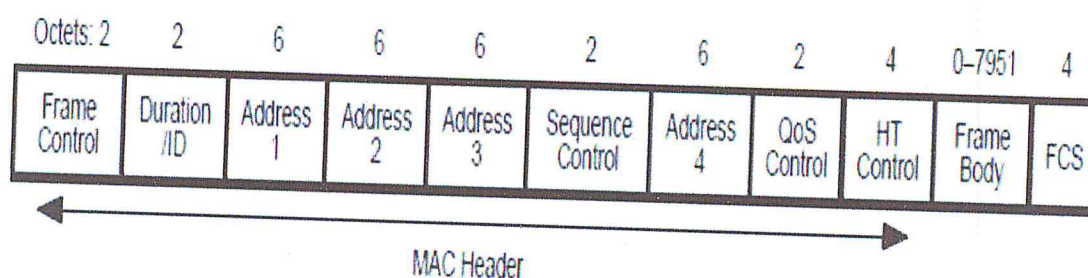 Octets: 2 2 6 6 6 2 6 2 4 0–7951 4
Frame Control Duration /ID Address 1 Address 2 Address 3 Sequence Control Address 4 QoS Control HT Control Frame Body FCS
MAC Header